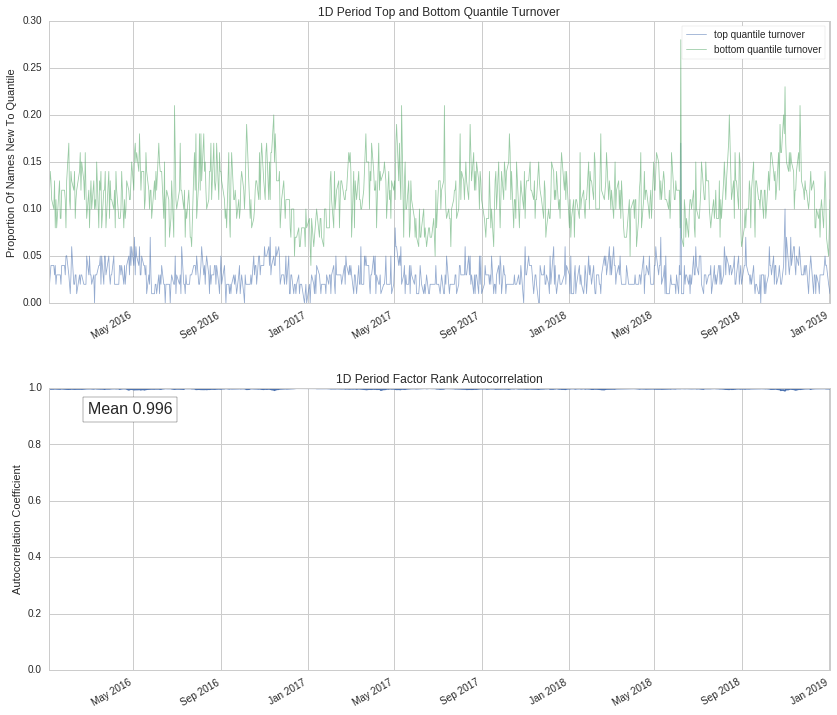 1D Period Top and Bottom Quantile Turnover
Proportion Of Names New To Quantile
0.30
0.25
0.20
0.15
0.10
0.05
0.00
top quantile turnover
bottom quantile turnover
May 2016
Sep 2016
Jan 2017
May 2017
Sep 2017
Jan 2018
May 2018
Sep 2018
Jan 2019
1D Period Factor Rank Autocorrelation
Autocorrelation Coefficient
1.0
0.8
0.6
0.4
0.2
0.0
Mean 0.996
May 2016
Sep 2016
Jan 2017
May 2017
Sep 2017
Jan 2018
May 2018
Sep 2018
Jan 2019